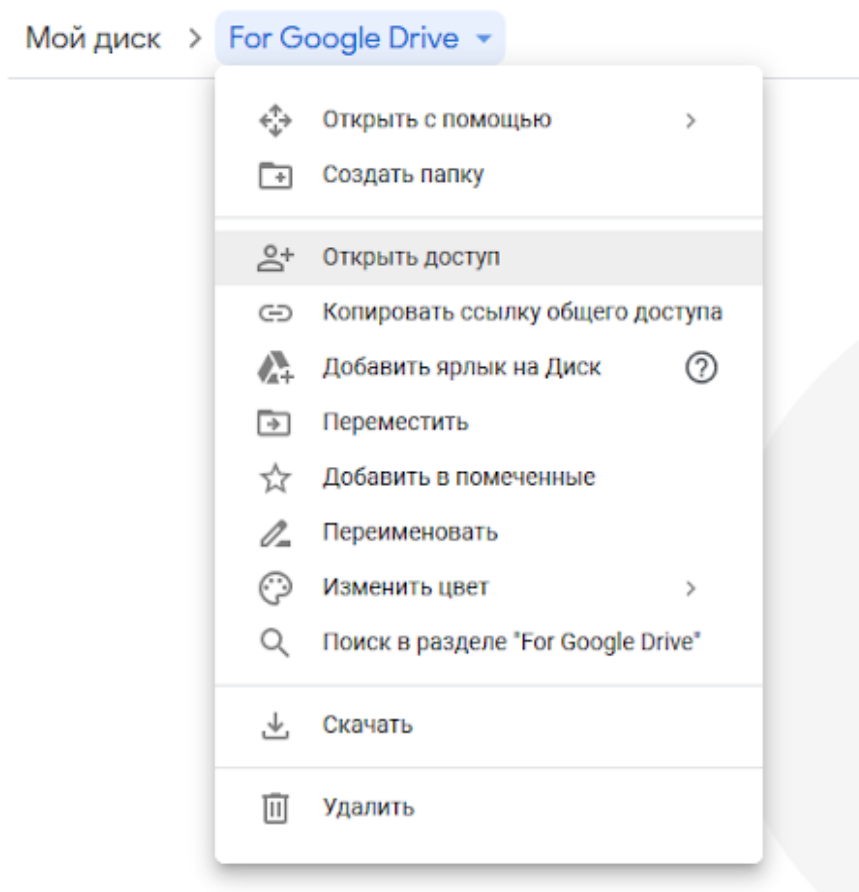 Мой диск > For Google Drive
Открыть с помощью
Создать папку
Открыть доступ
Копировать ссылку общего доступа
Добавить ярлык на Диск
Переместить
Добавить в помеченные
Переименовать
Изменить цвет
Поиск в разделе "For Google Drive"
Скачать
Удалить